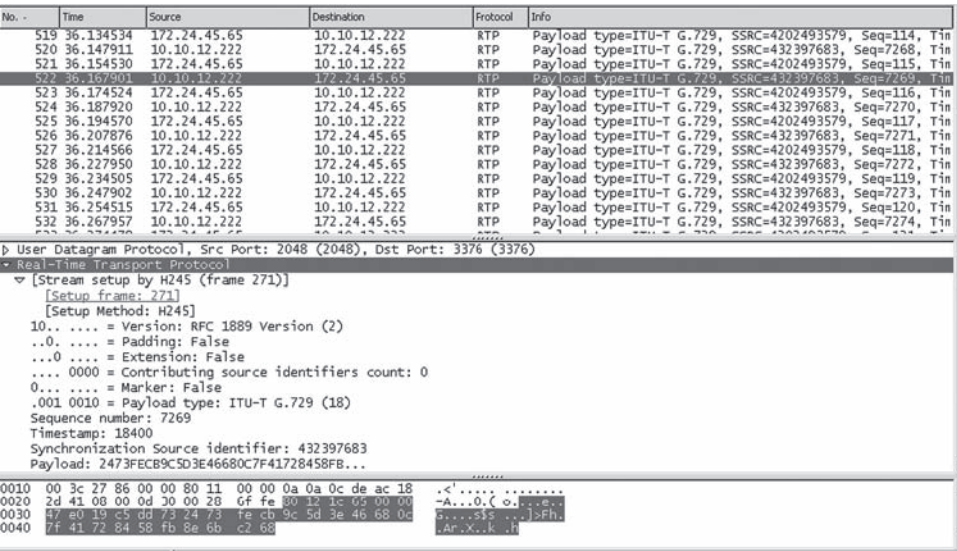 No. - Time Source Destination Protocol Info
519 36.134534 172.24.45.65 10.10.12.222 RTP Payload type=ITU-T G.729, SSRC=4202493579, Seq=114, Tin
520 36.147911 10.10.12.222 172.24.45.65 RTP Payload type=ITU-T G.729, SSRC=432397683, Seq=7268, Tin
521 36.154530 172.24.45.65 10.10.12.222 RTP Payload type=ITU-T G.729, SSRC=4202493579, Seq=115, Tin
522 36.167901 10.10.12.222 172.24.45.65 RTP Payload type=ITU-T G.729, SSRC=432397683, Seq=7269, Tin
523 36.174524 172.24.45.65 10.10.12.222 RTP Payload type=ITU-T G.729, SSRC=4202493579, Seq=116, Tin
524 36.187920 10.10.12.222 172.24.45.65 RTP Payload type=ITU-T G.729, SSRC=432397683, Seq=7270, Tin
525 36.194570 172.24.45.65 10.10.12.222 RTP Payload type=ITU-T G.729, SSRC=4202493579, Seq=117, Tin
526 36.207876 10.10.12.222 172.24.45.65 RTP Payload type=ITU-T G.729, SSRC=432397683, Seq=7271, Tin
527 36.214566 172.24.45.65 10.10.12.222 RTP Payload type=ITU-T G.729, SSRC=4202493579, Seq=118, Tin
528 36.227950 10.10.12.222 172.24.45.65 RTP Payload type=ITU-T G.729, SSRC=432397683, Seq=7272, Tin
529 36.234505 172.24.45.65 10.10.12.222 RTP Payload type=ITU-T G.729, SSRC=4202493579, Seq=119, Tin
530 36.247902 10.10.12.222 172.24.45.65 RTP Payload type=ITU-T G.729, SSRC=432397683, Seq=7273, Tin
531 36.254515 172.24.45.65 10.10.12.222 RTP Payload type=ITU-T G.729, SSRC=4202493579, Seq=120, Tin
532 36.267957 10.10.12.222 172.24.45.65 RTP Payload type=ITU-T G.729, SSRC=432397683, Seq=7274, Tin
User Datagram Protocol, Src Port: 2048 (2048), Dst Port: 3376 (3376)
Real-Time Transport Protocol
[Stream setup by H245 (frame 271)]
[Setup frame: 271]
[Setup Method: H245]
10.. .... = Version: RFC 1889 Version (2)
..0. .... = Padding: False
...0 .... = Extension: False
.... 0000 = Contributing source identifiers count: 0
0... .... = Marker: False
.001 0010 = Payload type: ITU-T G.729 (18)
Sequence number: 7269
Timestamp: 18400
Synchronization Source identifier: 432397683
Payload: 2473FECB9C5D3E46680C7F41728458FB...
0010 00 3c 27 86 00 00 80 11 00 00 0a 0a 0c de ac 18 .<'..... ........
0020 2d 41 08 00 0d 30 00 28 6f fe 80 12 1c 65 00 00 -A...0.( o....e..
0030 47 e0 19 c5 dd 73 24 73 fe cb 9c 5d 3e 46 68 0c G....s$s ...]>Fh.
0040 7f 41 72 84 58 fb 8e 6b c2 68 .Ar.X..k .h